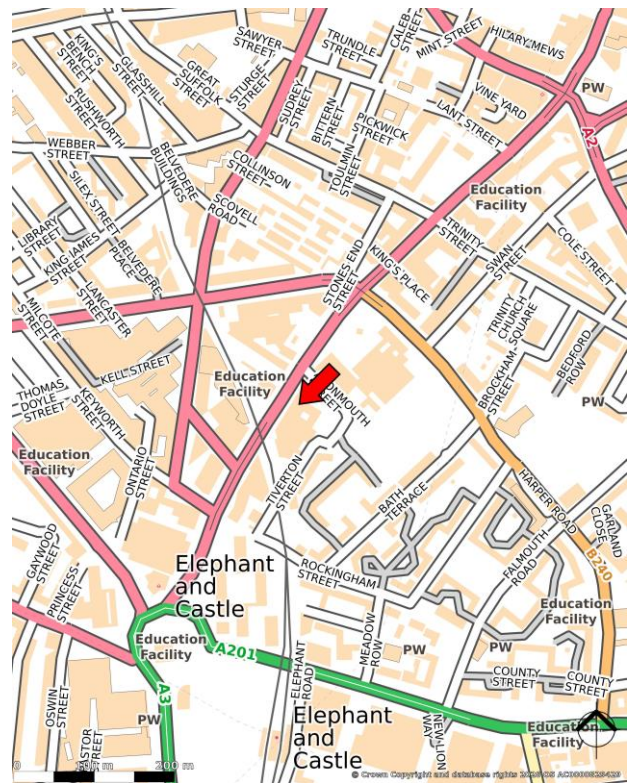 SAWYER
STREET
TRUNDLE
STREET
CALEB
STREET
MINT STREET
HILARY MEWS
PW
KING'S
BENCH
STREET
GLASSHILL
STREET
GREAT
SUFFOLK
STREET
STURGE
STREET
SUDREY
STREET
BITTERN
STREET
PICKWICK
STREET
VINE YARD
LANT STREET
A2
RUSHWORTH
STREET
WEBBER
STREET
BELVEDERE
BUILDINGS
COLLINSON
STREET
TOULMIN
STREET
SCOVELL
ROAD
Education
Facility
SILEX STREET
LIBRARY
STREET
KING JAMES
STREET
BELVEDERE
PLACE
TRINITY
STREET
SWAN
STREET
COLE STREET
KING'S PLACE
STONES END
STREET
MILCOTE
STREET
LANCASTER
STREET
TRINITY
CHURCH
SQUARE
BROCKHAM
STREET
BEDFORD
ROW
KELL STREET
THOMAS
DOYLE
STREET
KEYWORTH
STREET
Education
Facility
PW
Education
Facility
ONTARIO
STREET
TIVERTON
STREET
BATH
TERRACE
HARPER ROAD
GARLAND
CLOSE
B240
FALMOUTH
ROAD
GAYWOOD
STREET
PRINCESS
STREET
Elephant
and
Castle
ROCKINGHAM
STREET
Education
Facility
Education
Facility
A201
A3
MEADOW
ROW
PW
PW
COUNTY
STREET
COUNTY
STREET
ELEPHANT
ROAD
Elephant
and
Castle
OSWIN
STREET
PW
NEW LION
WAY
Education
Facility
0
100 m
200 m